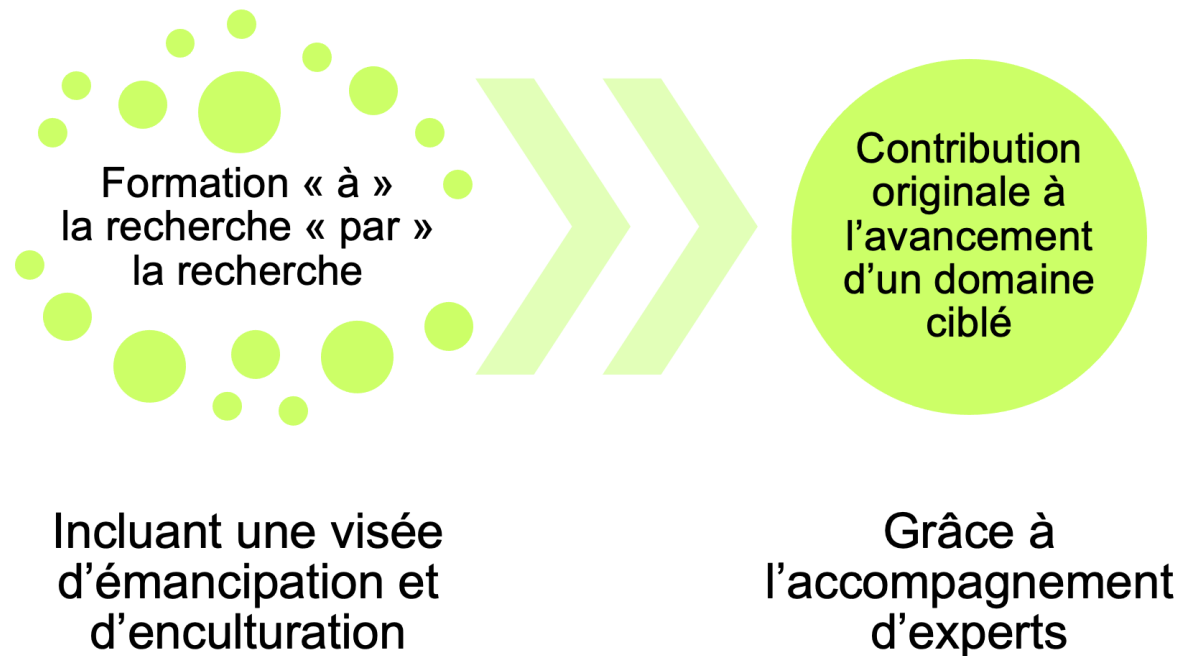 Formation « à »
la recherche « par »
la recherche
Contribution
originale à
l’avancement
d’un domaine
ciblé
Incluant une visée
d’émancipation et
d’enculturation
Grâce à
l’accompagnement
d’experts